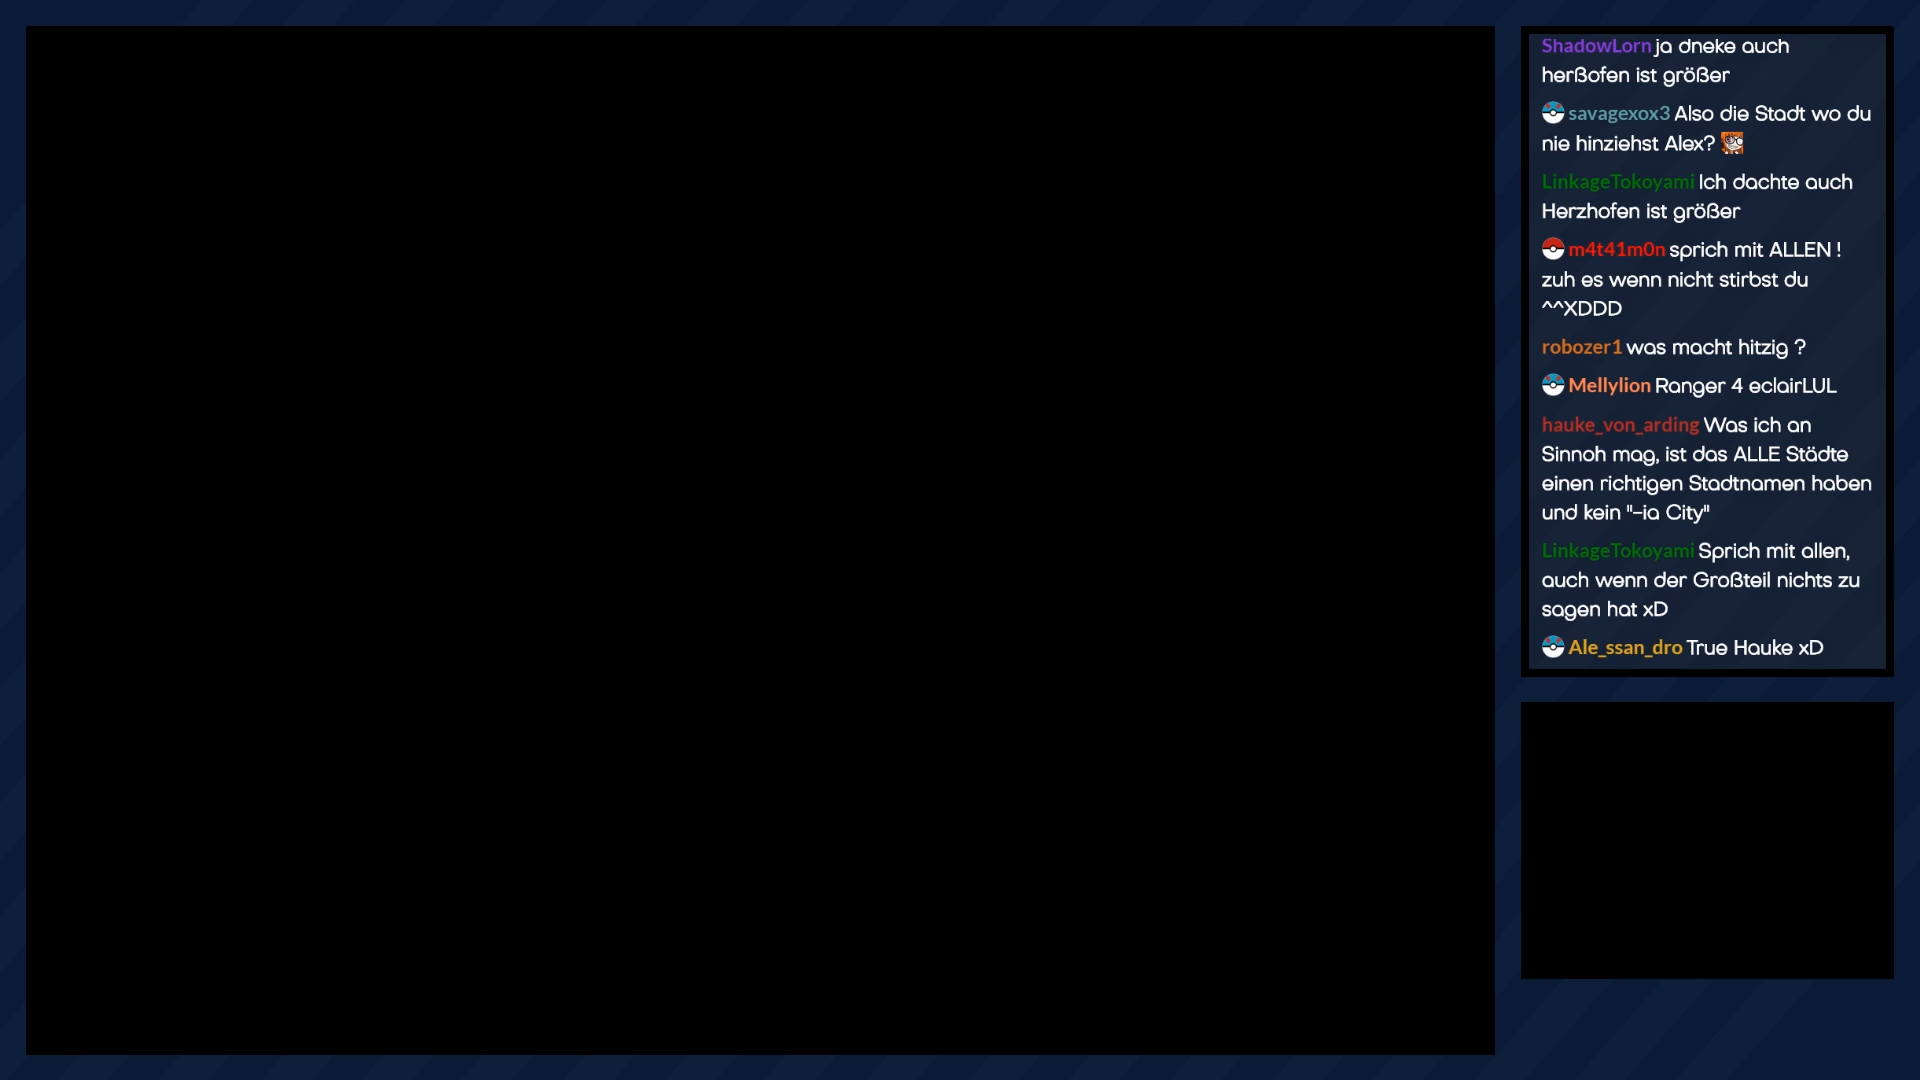 ShadowLorn ja dneke auch
herßofen ist größer
savagexox3 Also die Stadt wo du
nie hinziehst Alex?
LinkageTokoyami Ich dachte auch
Herzhofen ist größer
m4t41m0n sprich mit ALLEN !
zuh es wenn nicht stirbst du
^^XDDD
robozer1 was macht hitzig ?
Mellylion Ranger 4 eclairLUL
hauke_von_arding Was ich an
Sinnoh mag, ist das ALLE Städte
einen richtigen Stadtnamen haben
und kein "-ia City"
LinkageTokoyami Sprich mit allen,
auch wenn der Großteil nichts zu
sagen hat xD
Ale_ssan_dro True Hauke xD